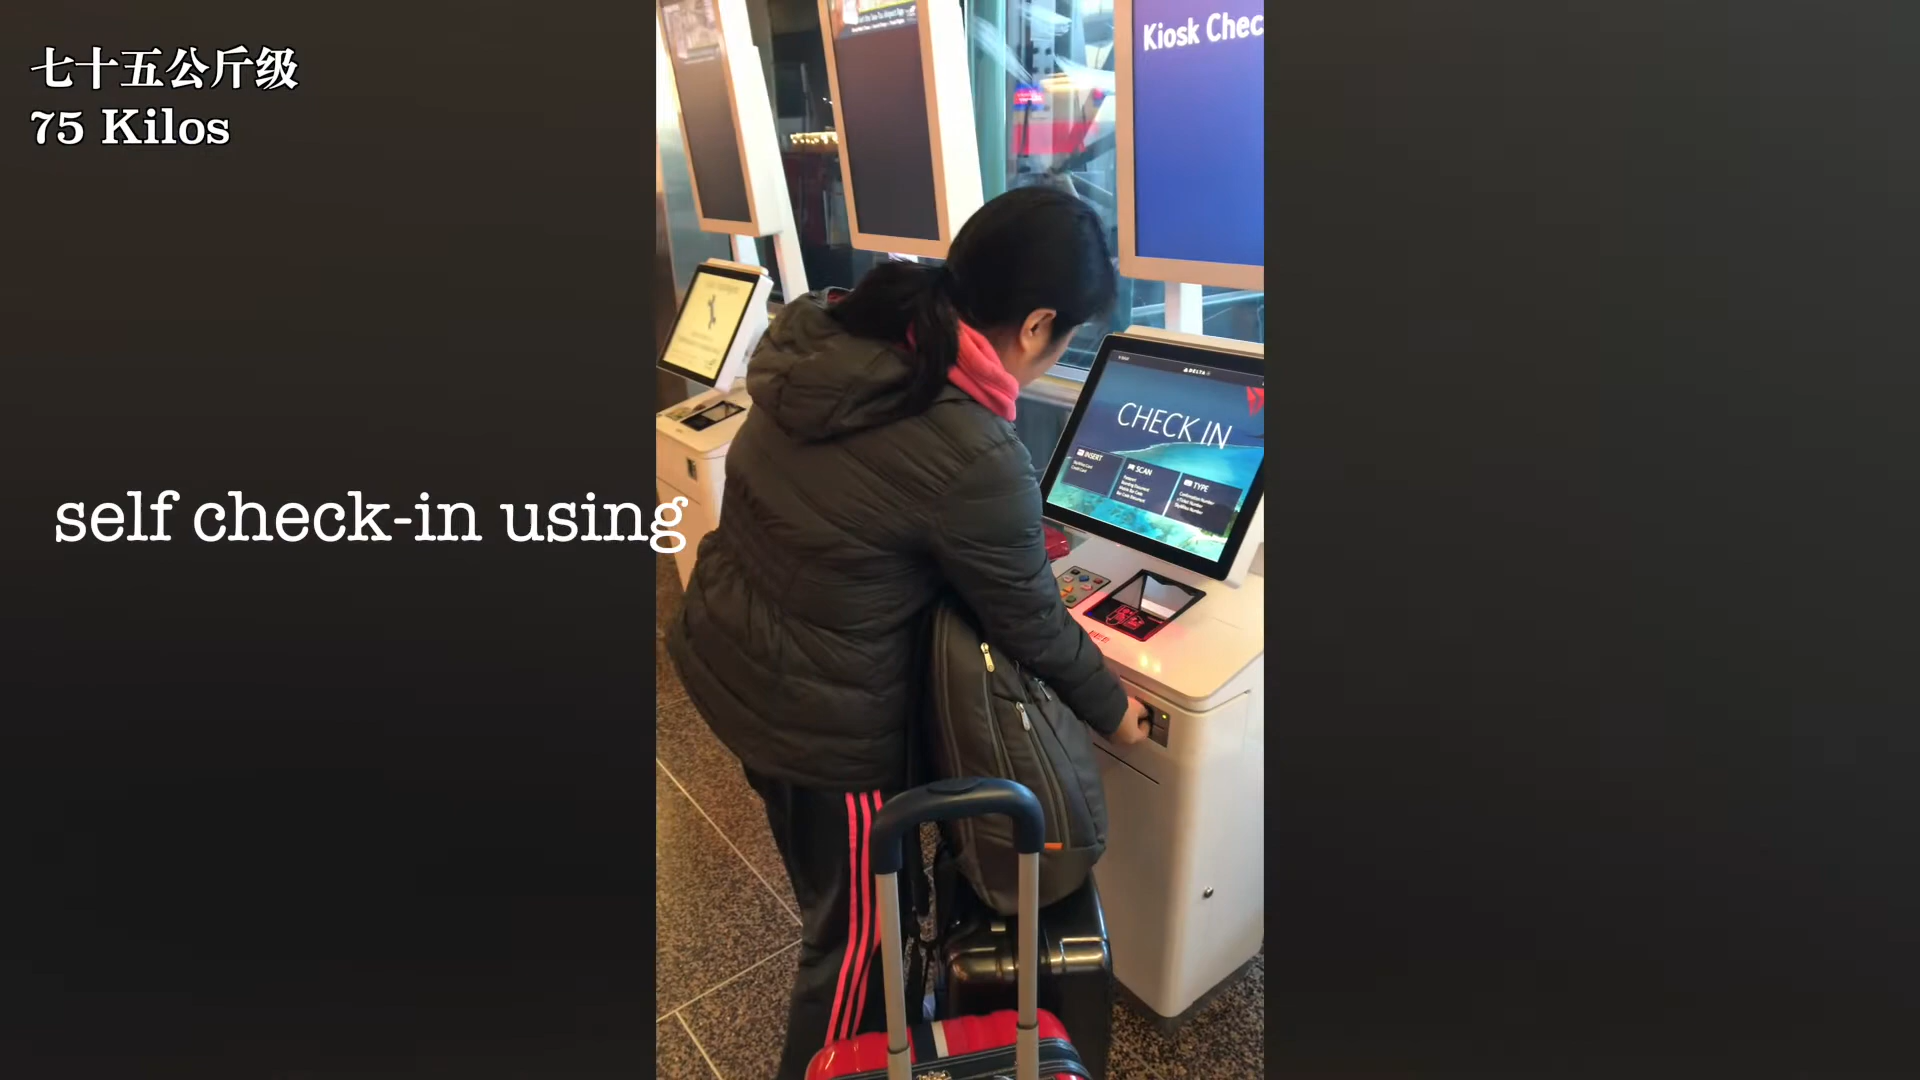 七十五公斤级
75 Kilos
Kiosk Chec
DELTA
CHECK IN
INSERT
SCAN
TYPE
self check-in using